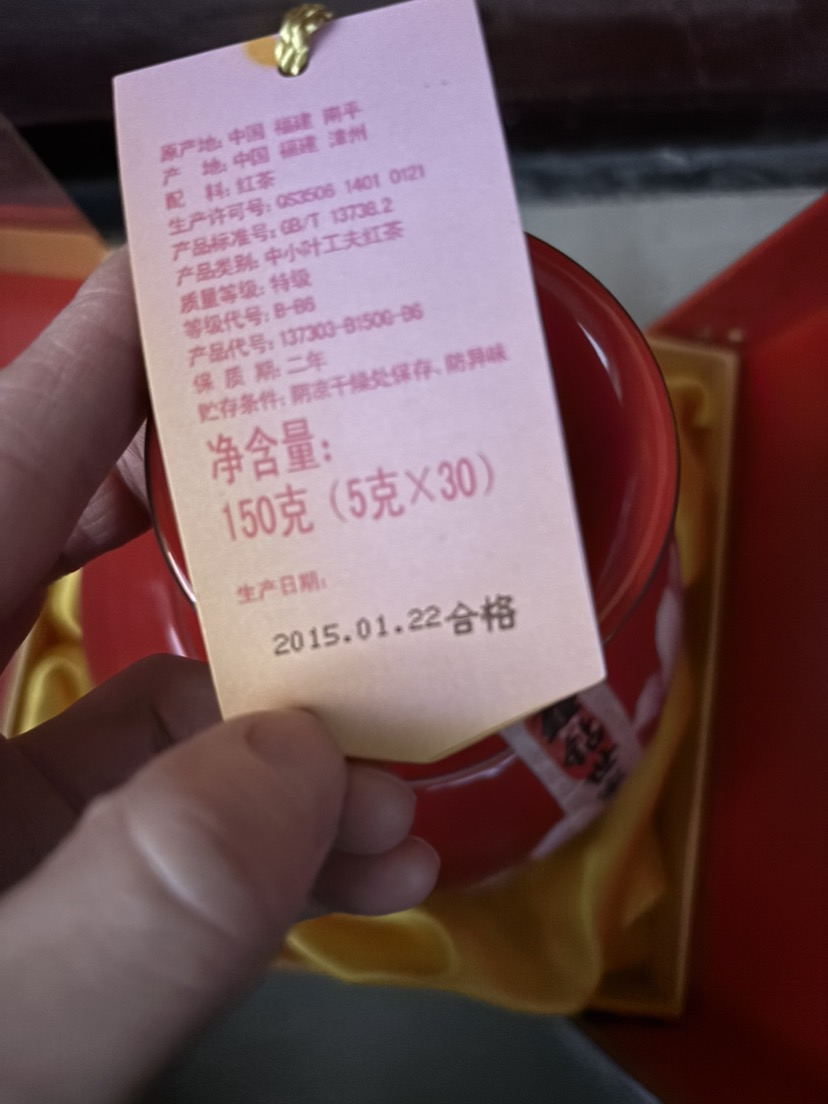 原产地：中国 福建 南平
产　地：中国 福建 漳州
配　料：红茶
生产许可号：QS3506 1401 0121
产品标准号：GB/T 13738.2
产品类别：中小叶工夫红茶
质量等级：特级
等级代号：B-B6
产品代号：137303-B150G-B6
保 质 期：二年
贮存条件：阴凉干燥处保存、防异味
净含量：
150克（5克×30）
生产日期：
2015.01.22合格